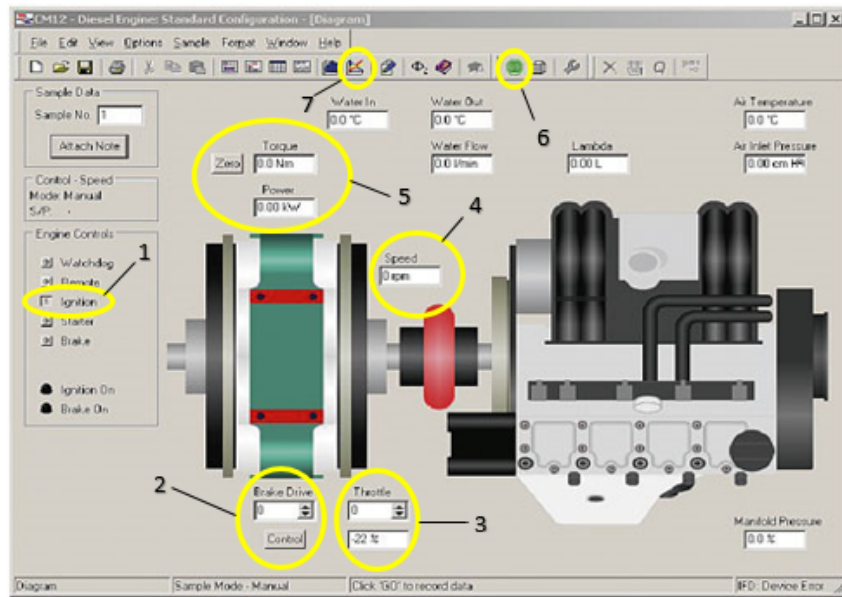 CM12 - Diesel Engine: Standard Configuration - [Diagram]
File Edit View Options Sample Format Window Help
7
6
Sample Data
Sample No. 1
Attach Note
Water In
0.0 °C
Water Out
0.0 °C
Air Temperature
0.0 °C
Torque
Zero 0.0 Nm
Water Flow
0.0 l/min
Lambda
0.00 L
Air Inlet Pressure
0.00 cm
Control - Speed
Mode: Manual
S/P: -
Power
0.00 kW
5
4
Engine Controls
1
Watchdog
Remote
Ignition
Starter
Brake
Speed
0 rpm
Ignition On
Brake On
2
Brake Drive
0
Control
Throttle
0
-22 %
3
Manifold Pressure
0.0 %
Diagram
Sample Mode - Manual
Click 'GO' to record data
IFD: Device Error